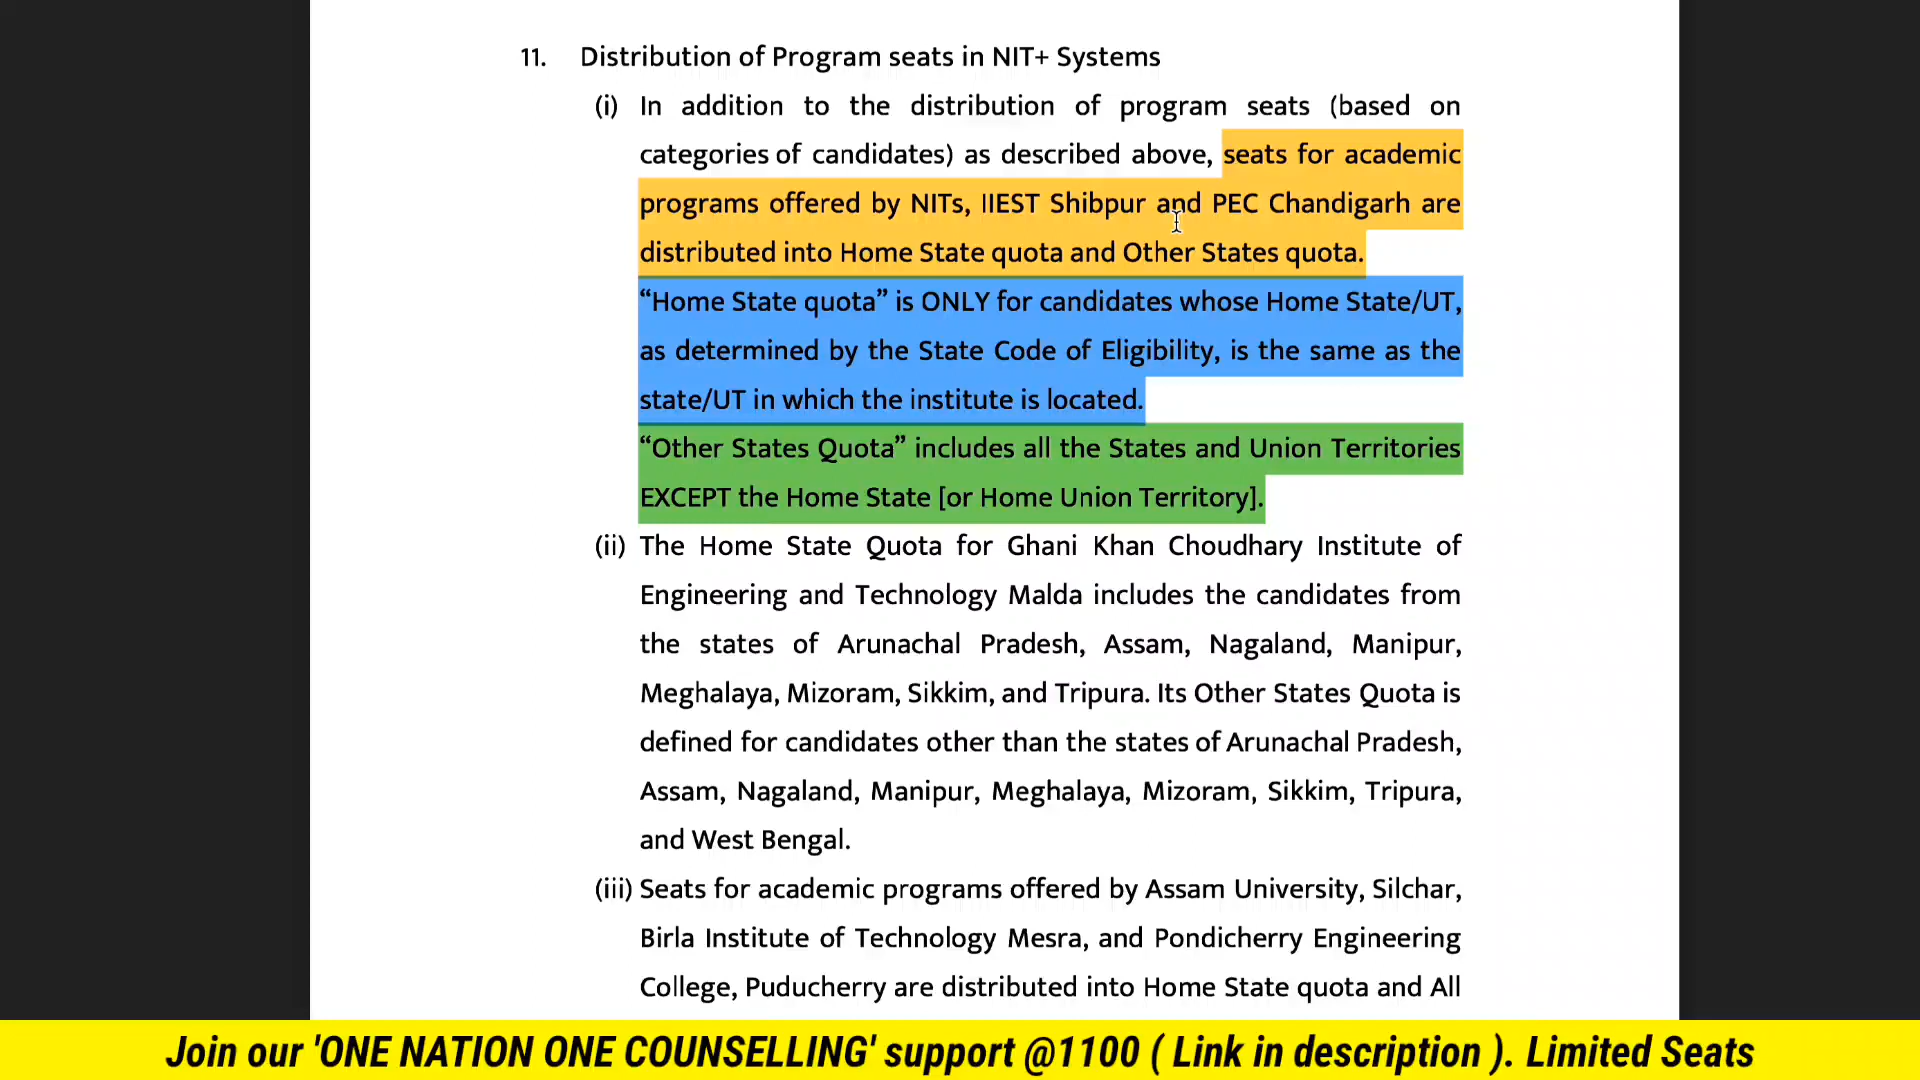 11. Distribution of Program seats in NIT+ Systems
(i) In addition to the distribution of program seats (based on
categories of candidates) as described above, seats for academic
programs offered by NITs, IIEST Shibpur and PEC Chandigarh are
distributed into Home State quota and Other States quota.
“Home State quota” is ONLY for candidates whose Home State/UT,
as determined by the State Code of Eligibility, is the same as the
state/UT in which the institute is located.
“Other States Quota” includes all the States and Union Territories
EXCEPT the Home State [or Home Union Territory].
(ii) The Home State Quota for Ghani Khan Choudhary Institute of
Engineering and Technology Malda includes the candidates from
the states of Arunachal Pradesh, Assam, Nagaland, Manipur,
Meghalaya, Mizoram, Sikkim, and Tripura. Its Other States Quota is
defined for candidates other than the states of Arunachal Pradesh,
Assam, Nagaland, Manipur, Meghalaya, Mizoram, Sikkim, Tripura,
and West Bengal.
(iii) Seats for academic programs offered by Assam University, Silchar,
Birla Institute of Technology Mesra, and Pondicherry Engineering
College, Puducherry are distributed into Home State quota and All
Join our 'ONE NATION ONE COUNSELLING' support @1100 ( Link in description ). Limited Seats